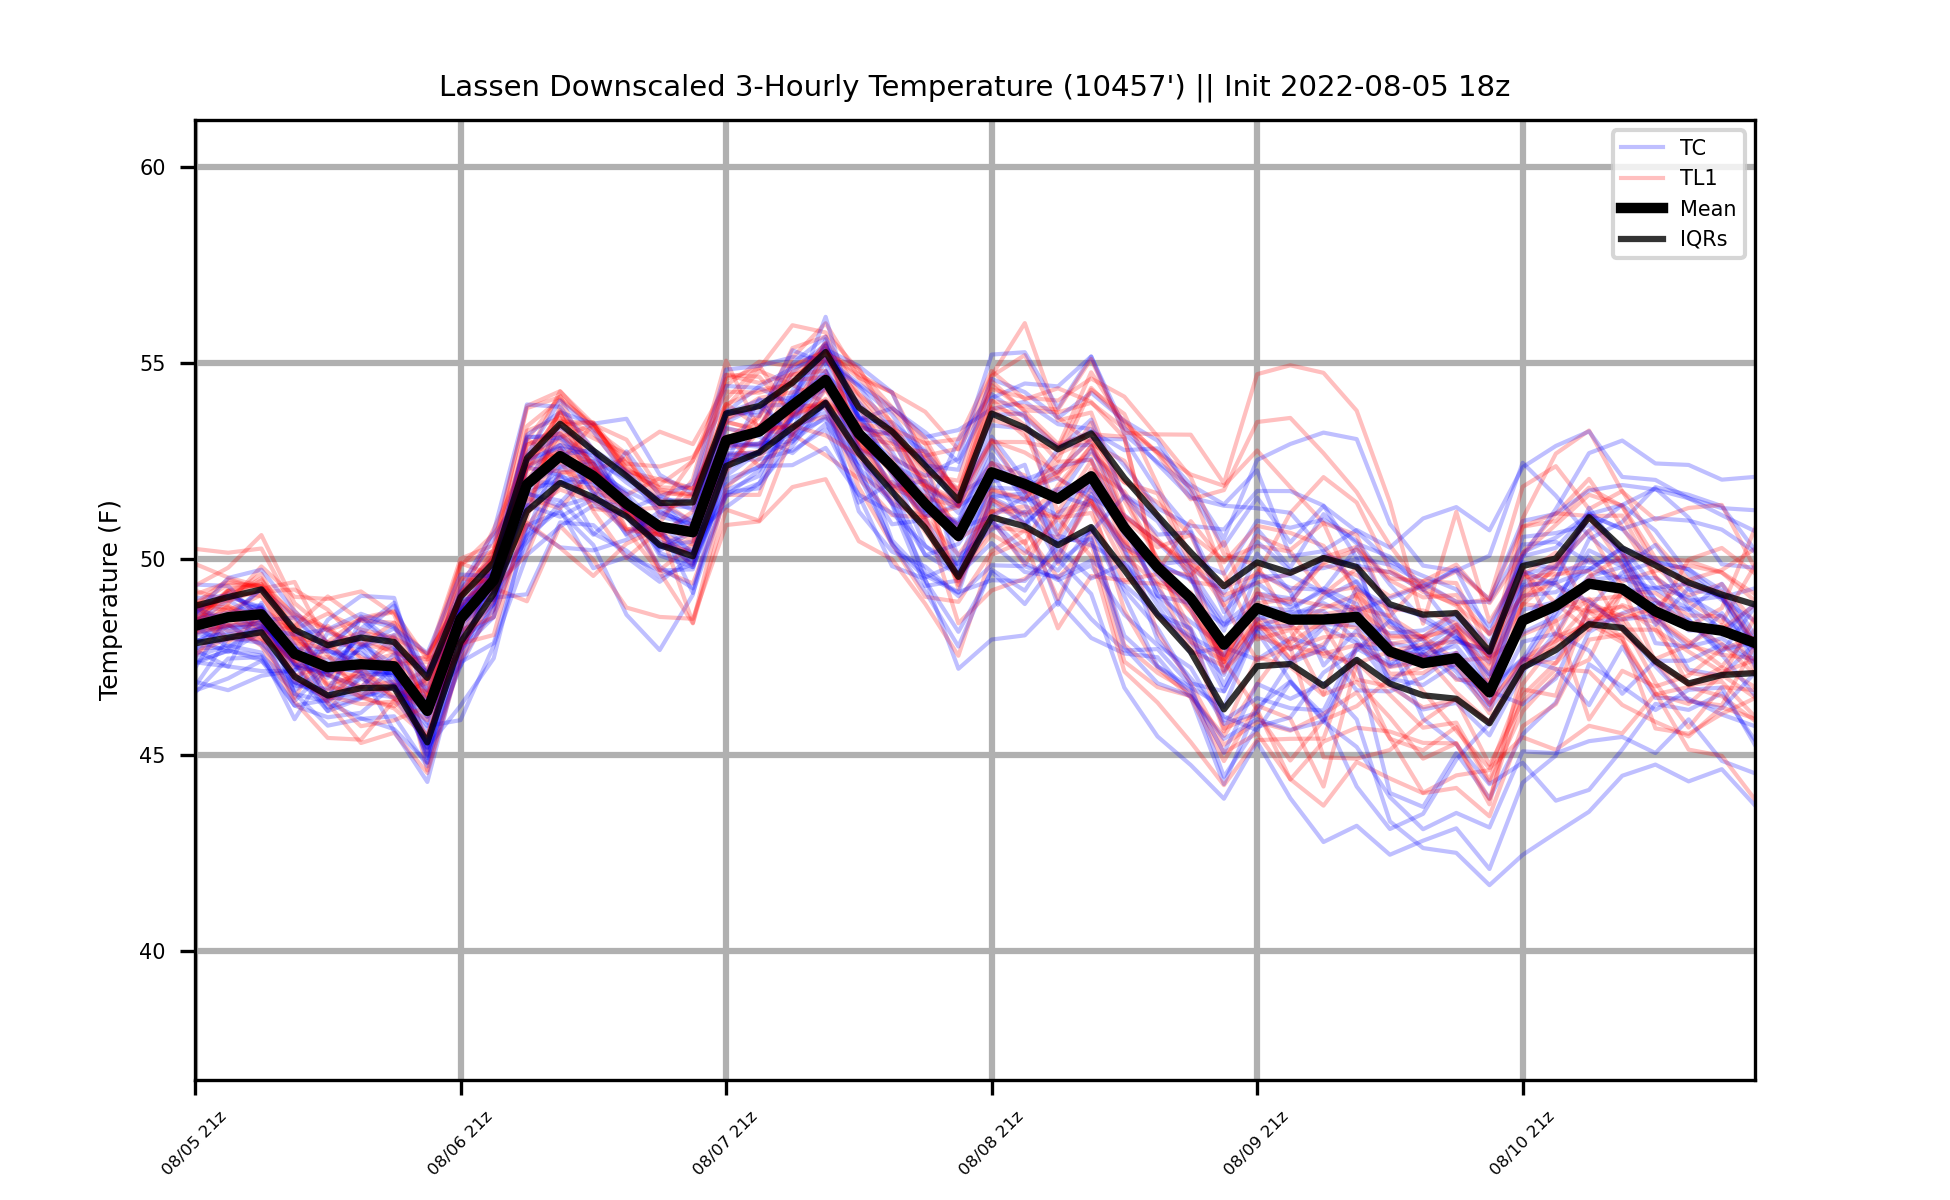 Lassen Downscaled 3-Hourly Temperature (10457') || Init 2022-08-05 18z
TC
TL1
Mean
IQRs
Temperature (F)
60
55
50
45
40
08/05 21z
08/06 21z
08/07 21z
08/08 21z
08/09 21z
08/10 21z